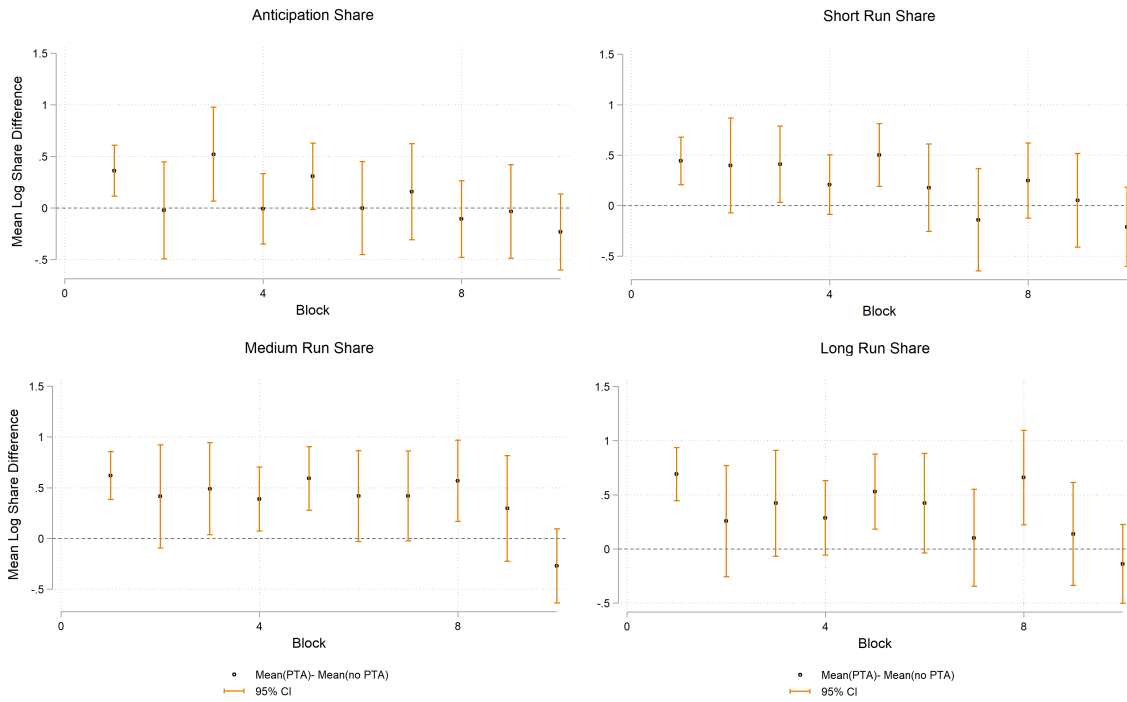 Anticipation Share
Mean Log Share Difference
1.5
1
.5
0
-.5
0 4 8
Block
Short Run Share
1.5
1
.5
0
-.5
0 4 8
Block
Medium Run Share
Mean Log Share Difference
1.5
1
.5
0
-.5
0 4 8
Block
Mean(PTA)- Mean(no PTA)
95% CI
Long Run Share
1.5
1
.5
0
-.5
0 4 8
Block
Mean(PTA)- Mean(no PTA)
95% CI